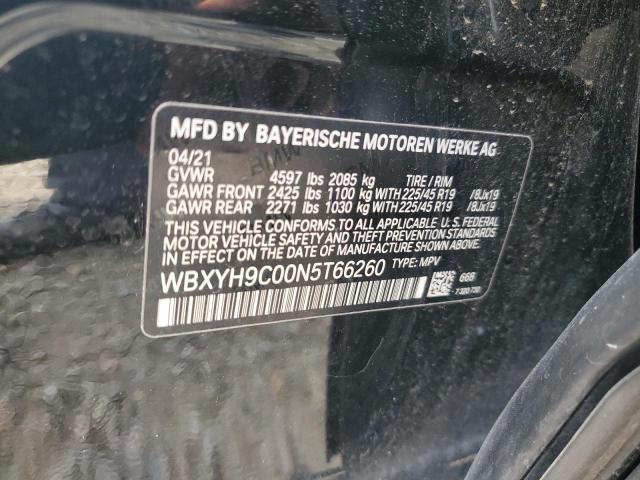 MFD BY BAYERISCHE MOTOREN WERKE AG
04/21
GVWR 4597 lbs 2085 kg TIRE / RIM
GAWR FRONT 2425 lbs 1100 kg WITH 225/45 R19 /8Jx19
GAWR REAR 2271 lbs 1030 kg WITH 225/45 R19 /8Jx19
THIS VEHICLE CONFORMS TO ALL APPLICABLE U. S. FEDERAL
MOTOR VEHICLE SAFETY AND THEFT PREVENTION STANDARDS
IN EFFECT ON THE DATE OF MANUFACTURE SHOWN ABOVE.
WBXYH9C00N5T66260 TYPE: MPV
668
7 320 730